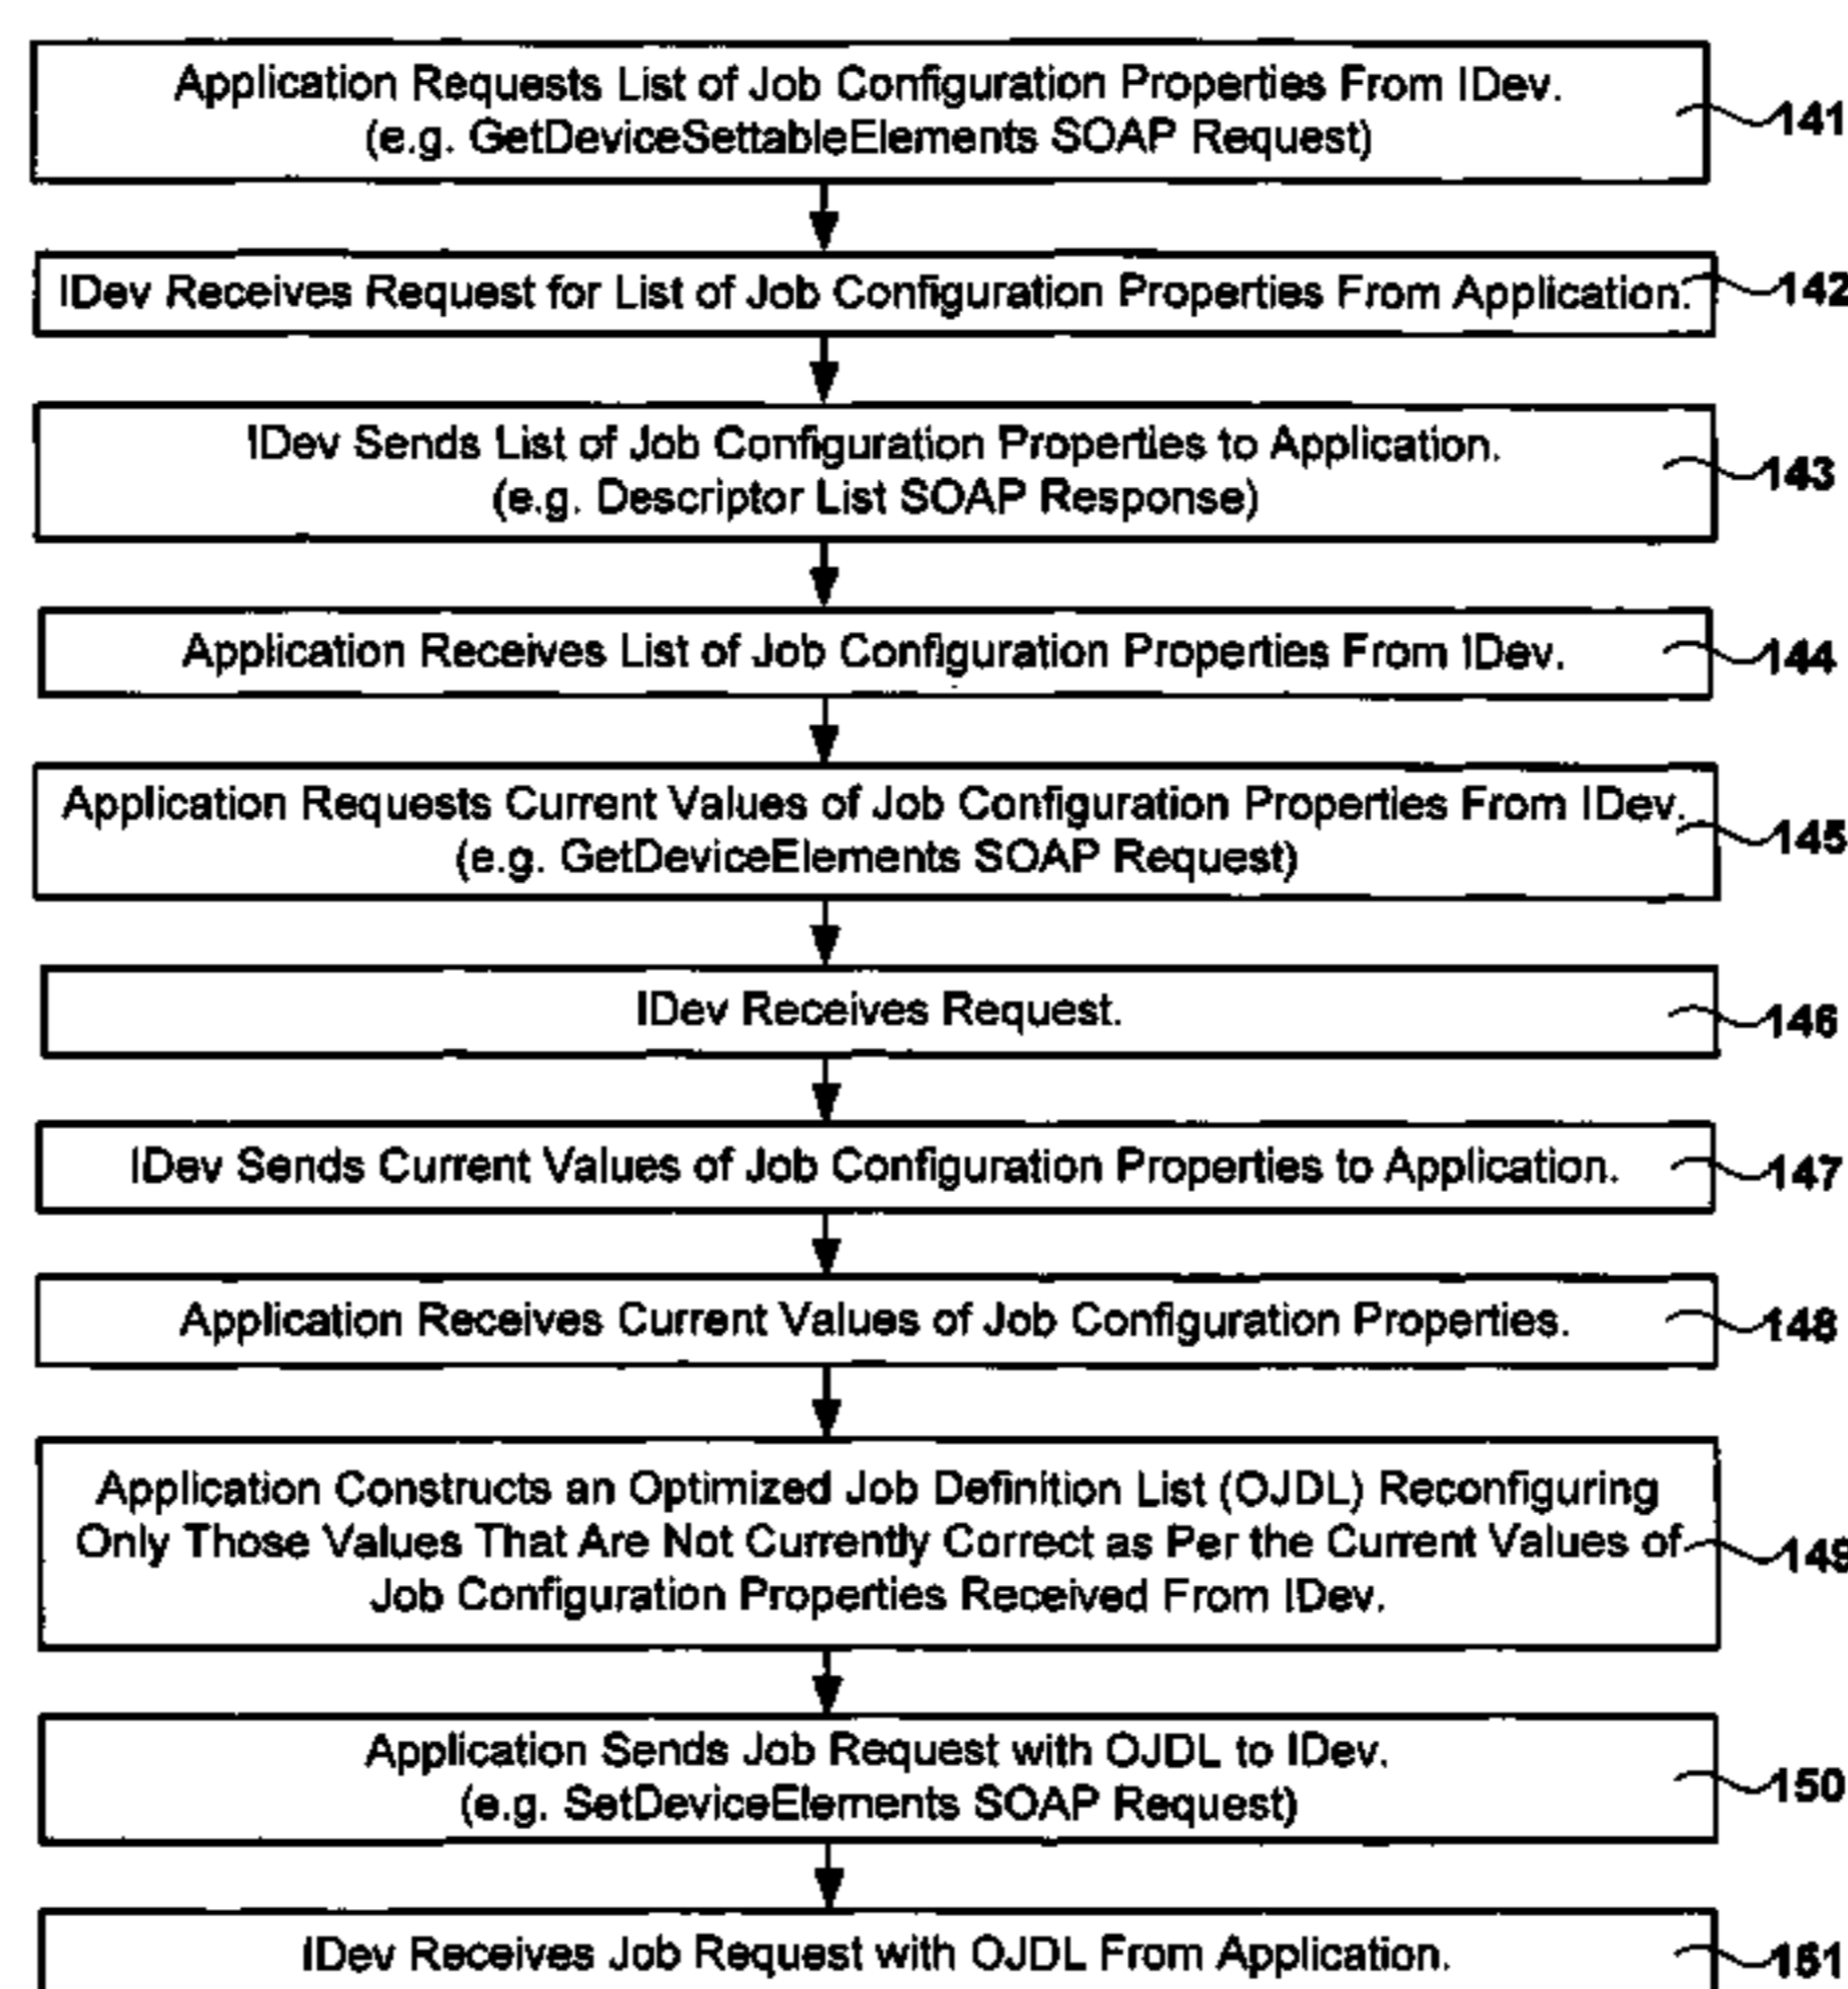 Application Requests List of Job Configuration Properties From IDev.
(e.g. GetDeviceSettableElements SOAP Request)
141
IDev Receives Request for List of Job Configuration Properties From Application.
142
IDev Sends List of Job Configuration Properties to Application.
(e.g. Descriptor List SOAP Response)
143
Application Receives List of Job Configuration Properties From IDev.
144
Application Requests Current Values of Job Configuration Properties From IDev.
(e.g. GetDeviceElements SOAP Request)
145
IDev Receives Request.
146
IDev Sends Current Values of Job Configuration Properties to Application.
147
Application Receives Current Values of Job Configuration Properties.
148
Application Constructs an Optimized Job Definition List (OJDL) Reconfiguring
Only Those Values That Are Not Currently Correct as Per the Current Values of
Job Configuration Properties Received From IDev.
149
Application Sends Job Request with OJDL to IDev.
(e.g. SetDeviceElements SOAP Request)
150
IDev Receives Job Request with OJDL From Application.
151